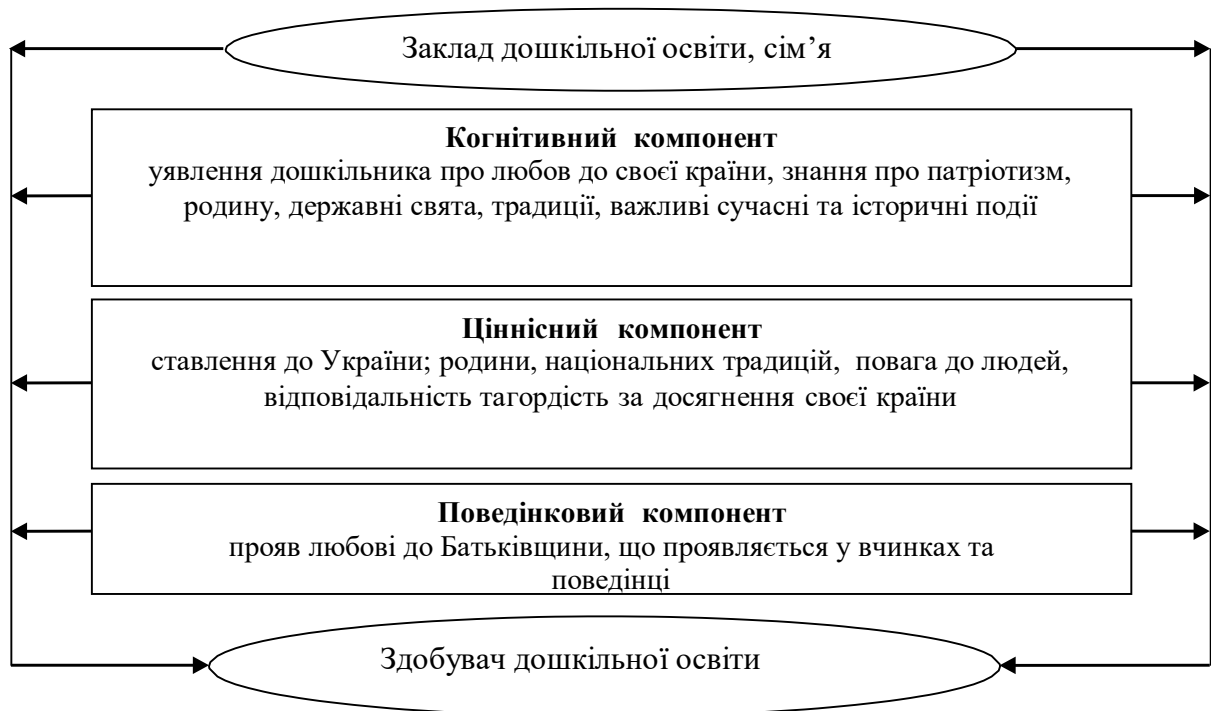 Заклад дошкільної освіти, сім’я
Когнітивний компонент
уявлення дошкільника про любов до своєї країни, знання про патріотизм,
родину, державні свята, традиції, важливі сучасні та історичні події
Ціннісний компонент
ставлення до України; родини, національних традицій, повага до людей,
відповідальність тагордість за досягнення своєї країни
Поведінковий компонент
прояв любові до Батьківщини, що проявляється у вчинках та
поведінці
Здобувач дошкільної освіти